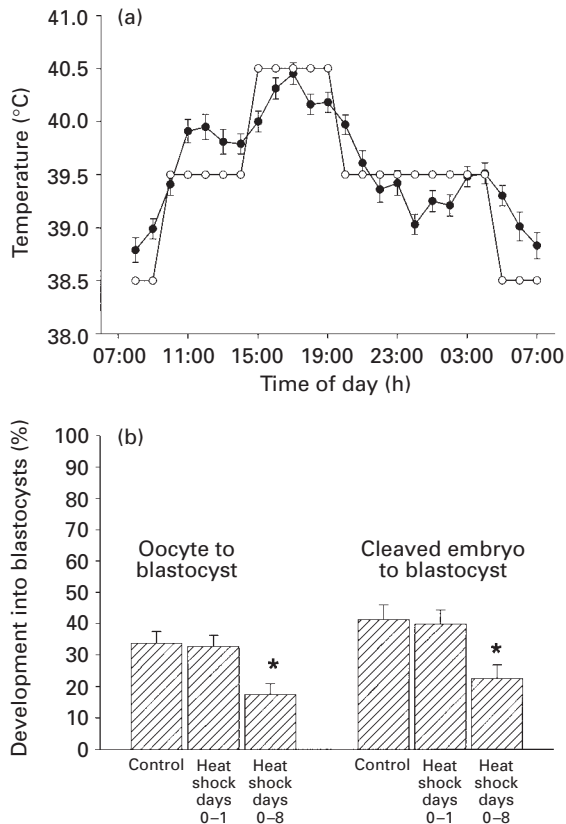 (a)
41.0
40.5
40.0
39.5
39.0
38.5
38.0
Temperature (°C)
07:00 11:00 15:00 19:00 23:00 03:00 07:00
Time of day (h)
(b)
100
90
80
70
60
50
40
30
20
10
0
Development into blastocysts (%)
Oocyte to
blastocyst
Cleaved embryo
to blastocyst
*
*
Control
Heat
shock
days
0–1
Heat
shock
days
0–8
Control
Heat
shock
days
0–1
Heat
shock
days
0–8